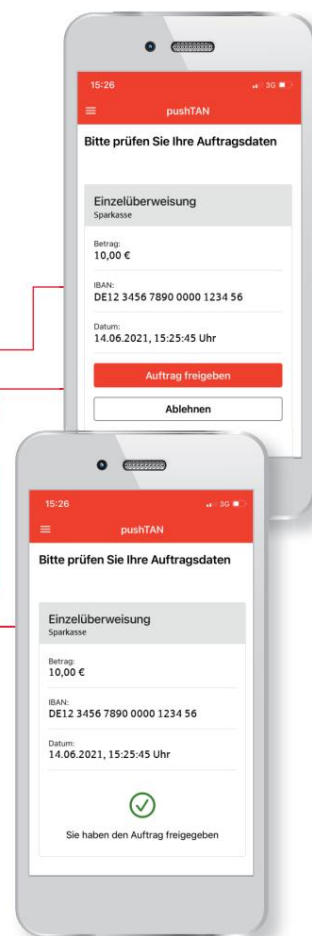 15:26 3G
pushTAN
Bitte prüfen Sie Ihre Auftragsdaten
Einzelüberweisung
Sparkasse
Betrag:
10,00 €
IBAN:
DE12 3456 7890 0000 1234 56
Datum:
14.06.2021, 15:25:45 Uhr
Auftrag freigeben
Ablehnen
15:26 3G
pushTAN
Bitte prüfen Sie Ihre Auftragsdaten
Einzelüberweisung
Sparkasse
Betrag:
10,00 €
IBAN:
DE12 3456 7890 0000 1234 56
Datum:
14.06.2021, 15:25:45 Uhr
Sie haben den Auftrag freigegeben